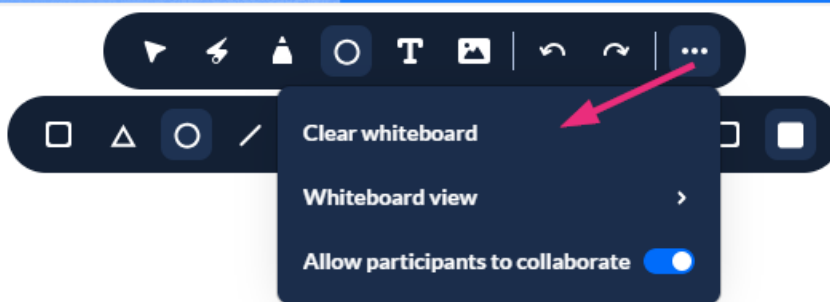 T
Clear whiteboard
Whiteboard view
Allow participants to collaborate